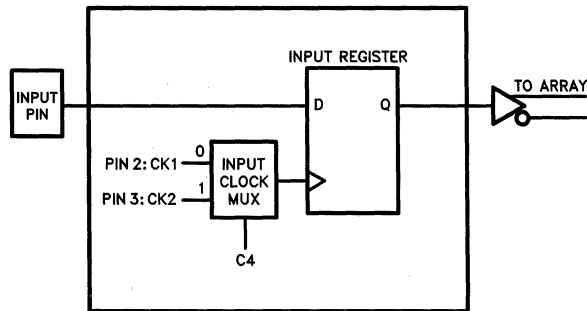 INPUT REGISTER
TO ARRAY
INPUT
PIN
D
Q
0
PIN 2: CK1
1
PIN 3: CK2
INPUT
CLOCK
MUX
C4